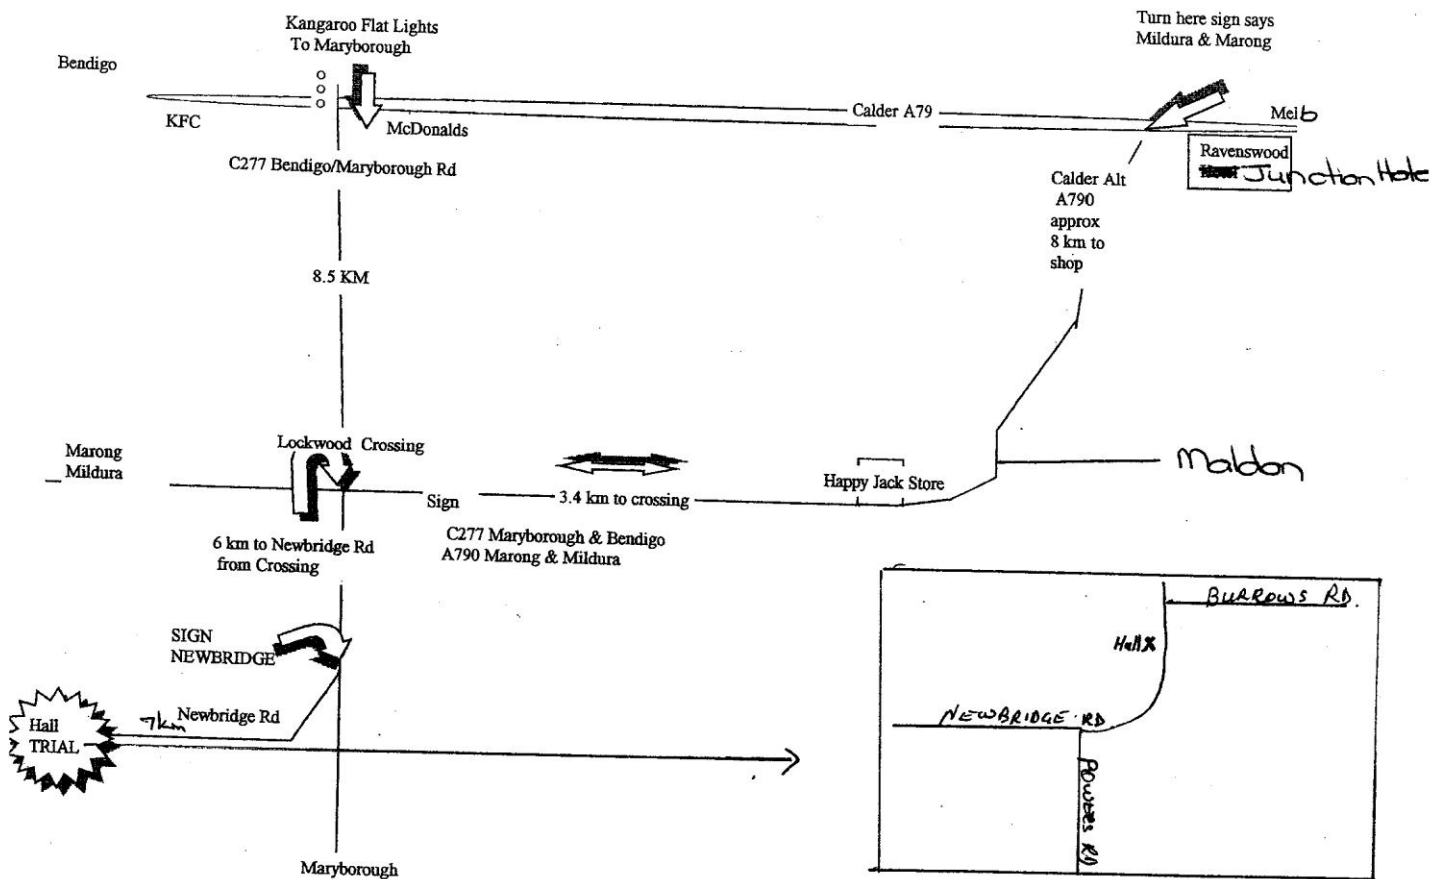 Kangaroo Flat Lights
To Maryborough
Turn here sign says
Mildura & Marong
Bendigo
KFC
McDonalds
Calder A79
Melb
Ravenswood
Junction Hote
C277 Bendigo/Maryborough Rd
Calder Alt
A790
approx
8 km to
shop
8.5 KM
Marong
Mildura
Lockwood Crossing
Sign
3.4 km to crossing
Happy Jack Store
Maldon
6 km to Newbridge Rd
from Crossing
C277 Maryborough & Bendigo
A790 Marong & Mildura
SIGN
NEWBRIDGE
Newbridge Rd
7km
Hall
TRIAL
Maryborough
BURROWS RD.
Hall X
NEWBRIDGE RD
POWERS RD